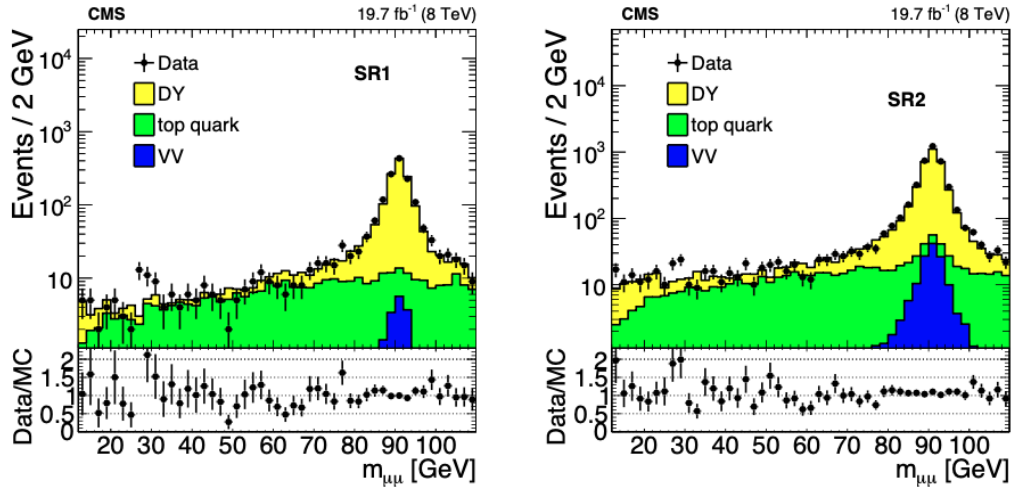 CMS 19.7 fb⁻¹ (8 TeV)
Events / 2 GeV
10⁴
10³
10²
10
Data
DY
top quark
VV
SR1
Data/MC
2
1.5
1
0.5
0
20 30 40 50 60 70 80 90 100
mμμ [GeV]
CMS 19.7 fb⁻¹ (8 TeV)
Events / 2 GeV
10⁴
10³
10²
10
Data
DY
top quark
VV
SR2
Data/MC
2
1.5
1
0.5
0
20 30 40 50 60 70 80 90 100
mμμ [GeV]